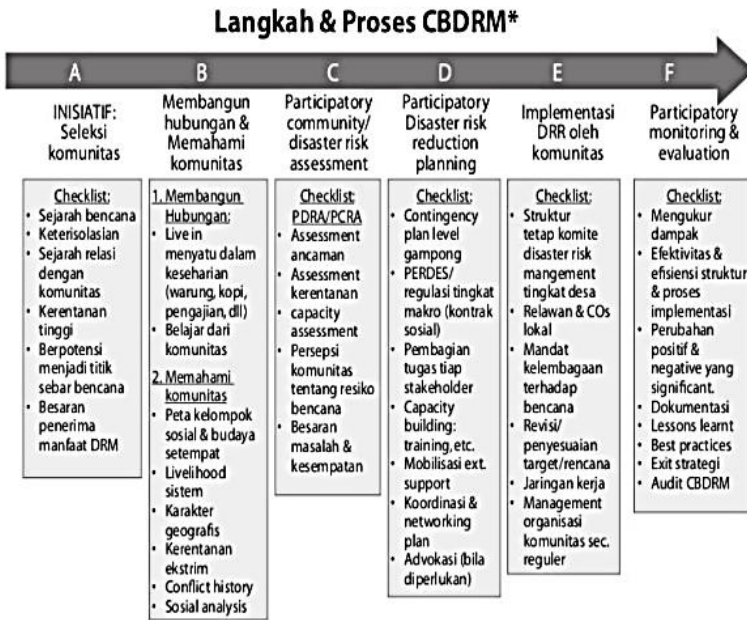 Langkah & Proses CBDRM*
A
B
C
D
E
F
INISIATIF:
Seleksi
komunitas
Membangun
hubungan &
Memahami
komunitas
Participatory
community/
disaster risk
assessment
Participatory
Disaster risk
reduction
planning
Implementasi
DRR oleh
komunitas
Participatory
monitoring &
evaluation
Checklist:
• Sejarah bencana
• Keterisolasian
• Sejarah relasi
dengan
komunitas
• Kerentanan
tinggi
• Berpotensi
menjadi titik
sebar bencana
• Besaran
penerima
manfaat DRM
1. Membangun
Hubungan:
• Live in
menyatu dalam
keseharian
(warung, kopi,
pengajian, dll)
• Belajar dari
komunitas
2. Memahami
komunitas
• Peta kelompok
sosial & budaya
setempat
• Livelihood
sistem
• Karakter
geografis
• Kerentanan
ekstrim
• Conflict history
• Sosial analysis
Checklist:
PDRA/PCRA
• Assessment
ancaman
• Assessment
kerentanan
• capacity
assessment
• Persepsi
komunitas
tentang resiko
bencana
• Besaran
masalah &
kesempatan
Checklist:
• Contingency
plan level
gampong
• PERDES/
regulasi tingkat
makro (kontrak
sosial)
• Pembagian
tugas tiap
stakeholder
• Capacity
building:
training, etc.
• Mobilisasi ext.
support
• Koordinasi &
networking
plan
• Advokasi (bila
diperlukan)
Checklist:
• Struktur
tetap komite
disaster risk
mangement
tingkat desa
• Relawan & COs
lokal
• Mandat
kelembagaan
terhadap
bencana
• Revisi/
penyesuaian
target/rencana
• Jaringan kerja
• Management
organisasi
komunitas sec.
reguler
Checklist:
• Mengukur
dampak
• Efektivitas &
efisiensi struktur
& proses
implementasi
• Perubahan
positif &
negative yang
significant.
• Dokumentasi
• Lessons learnt
• Best practices
• Exit strategi
• Audit CBDRM